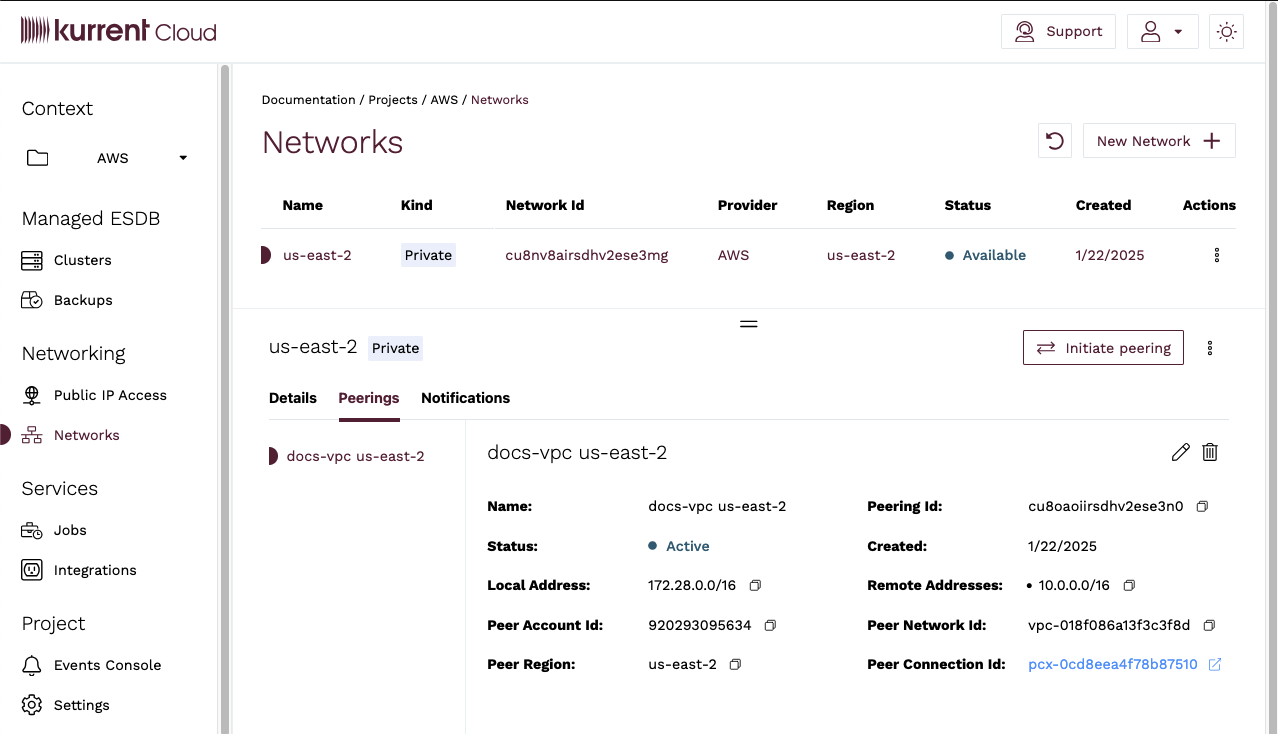 kurrent Cloud
Support
Context
AWS
Managed ESDB
Clusters
Backups
Networking
Public IP Access
Networks
Services
Jobs
Integrations
Project
Events Console
Settings
Documentation / Projects / AWS / Networks
Networks
New Network
Name Kind Network Id Provider Region Status Created Actions
us-east-2 Private cu8nv8airsdhv2ese3mg AWS us-east-2 Available 1/22/2025
us-east-2 Private
Initiate peering
Details Peerings Notifications
docs-vpc us-east-2
docs-vpc us-east-2
Name: docs-vpc us-east-2 Peering Id: cu8oaoiirsdhv2ese3n0
Status: Active Created: 1/22/2025
Local Address: 172.28.0.0/16 Remote Addresses: • 10.0.0.0/16
Peer Account Id: 920293095634 Peer Network Id: vpc-018f086a13f3c3f8d
Peer Region: us-east-2 Peer Connection Id: pcx-0cd8eea4f78b87510